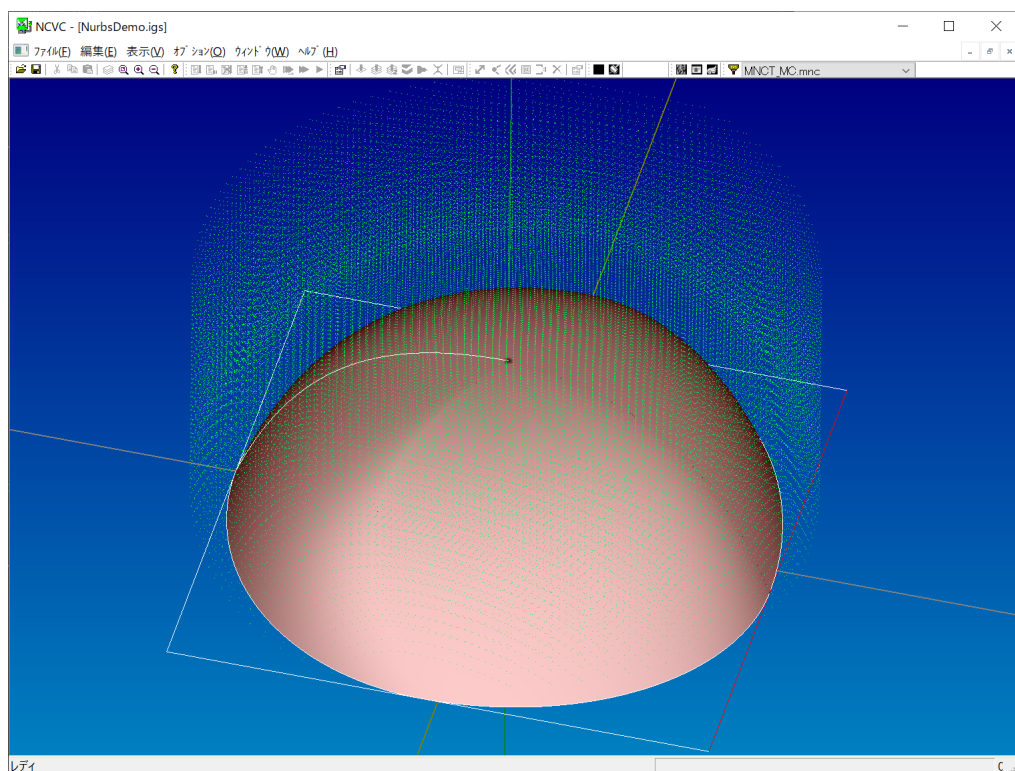 NCVC - [NurbsDemo.igs]
ファイル(F) 編集(E) 表示(V) オプション(O) ウィンドウ(W) ヘルプ(H)
MNCT_MC.mnc
レディ C